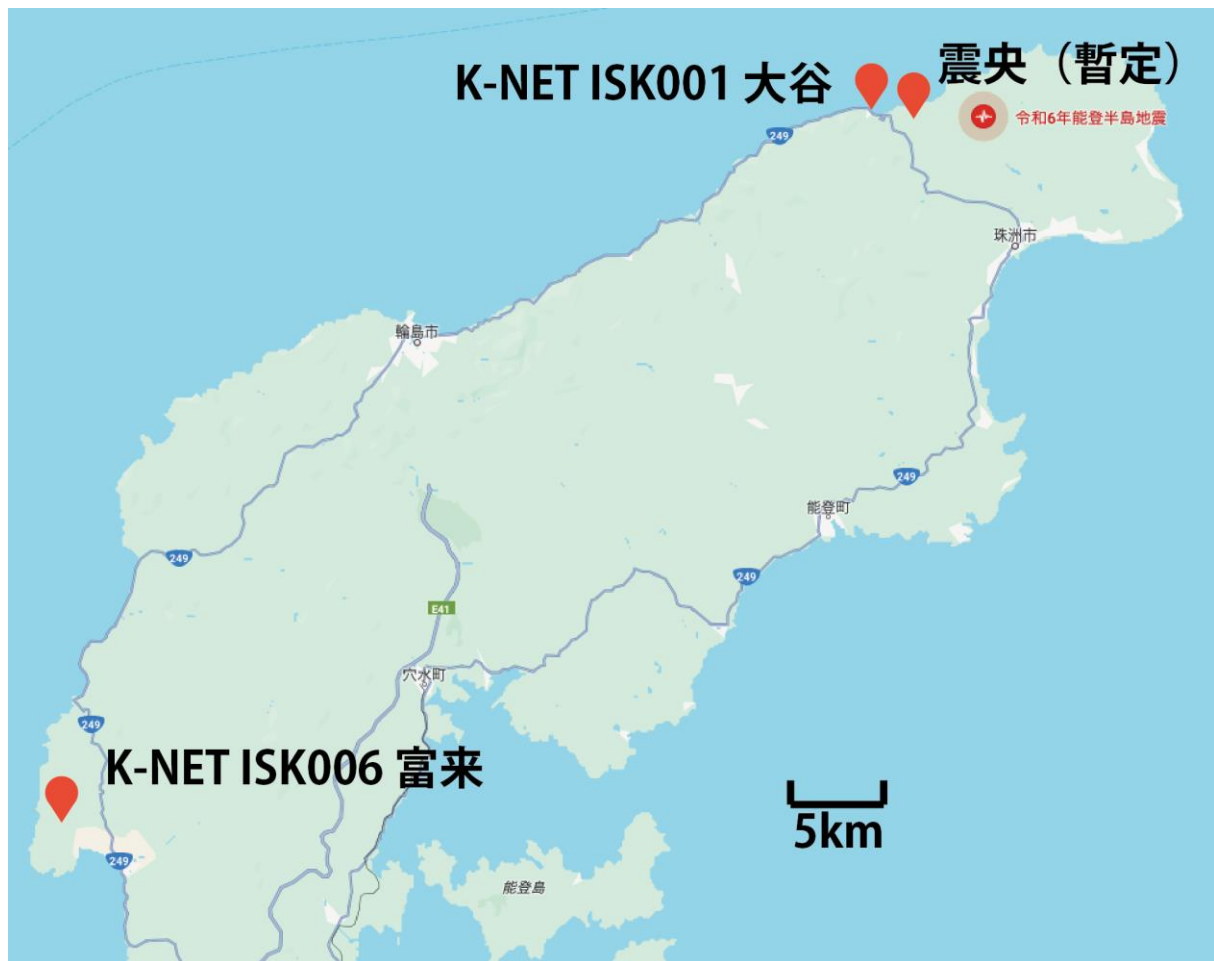 震央（暫定）
K-NET ISK001 大谷
令和6年能登半島地震
249
珠洲市
輪島市
249
能登町
249
249
E41
穴水町
249
K-NET ISK006 富来
5km
249
能登島